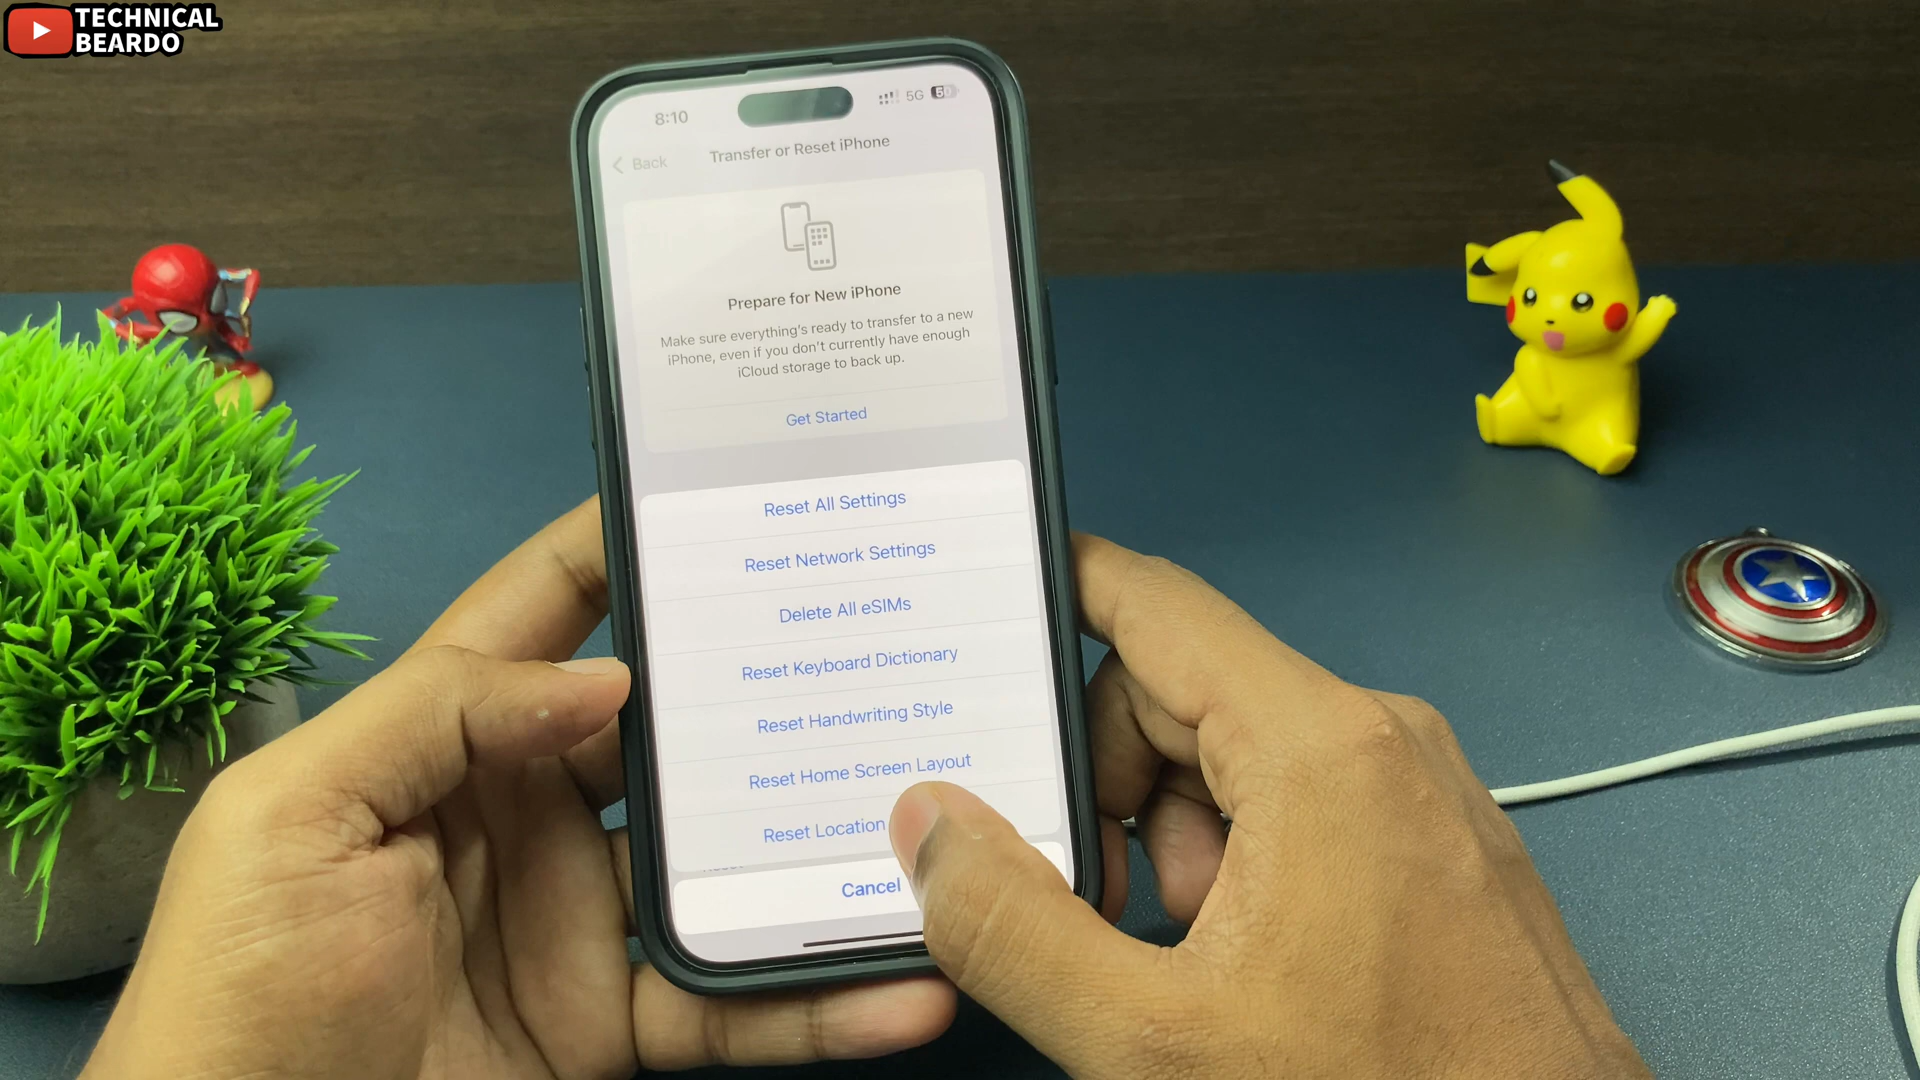 TECHNICAL
BEARDO
8:10
5G 50
Back
Transfer or Reset iPhone
Prepare for New iPhone
Make sure everything's ready to transfer to a new
iPhone, even if you don't currently have enough
iCloud storage to back up.
Get Started
Reset All Settings
Reset Network Settings
Delete All eSIMs
Reset Keyboard Dictionary
Reset Handwriting Style
Reset Home Screen Layout
Reset Location
Cancel